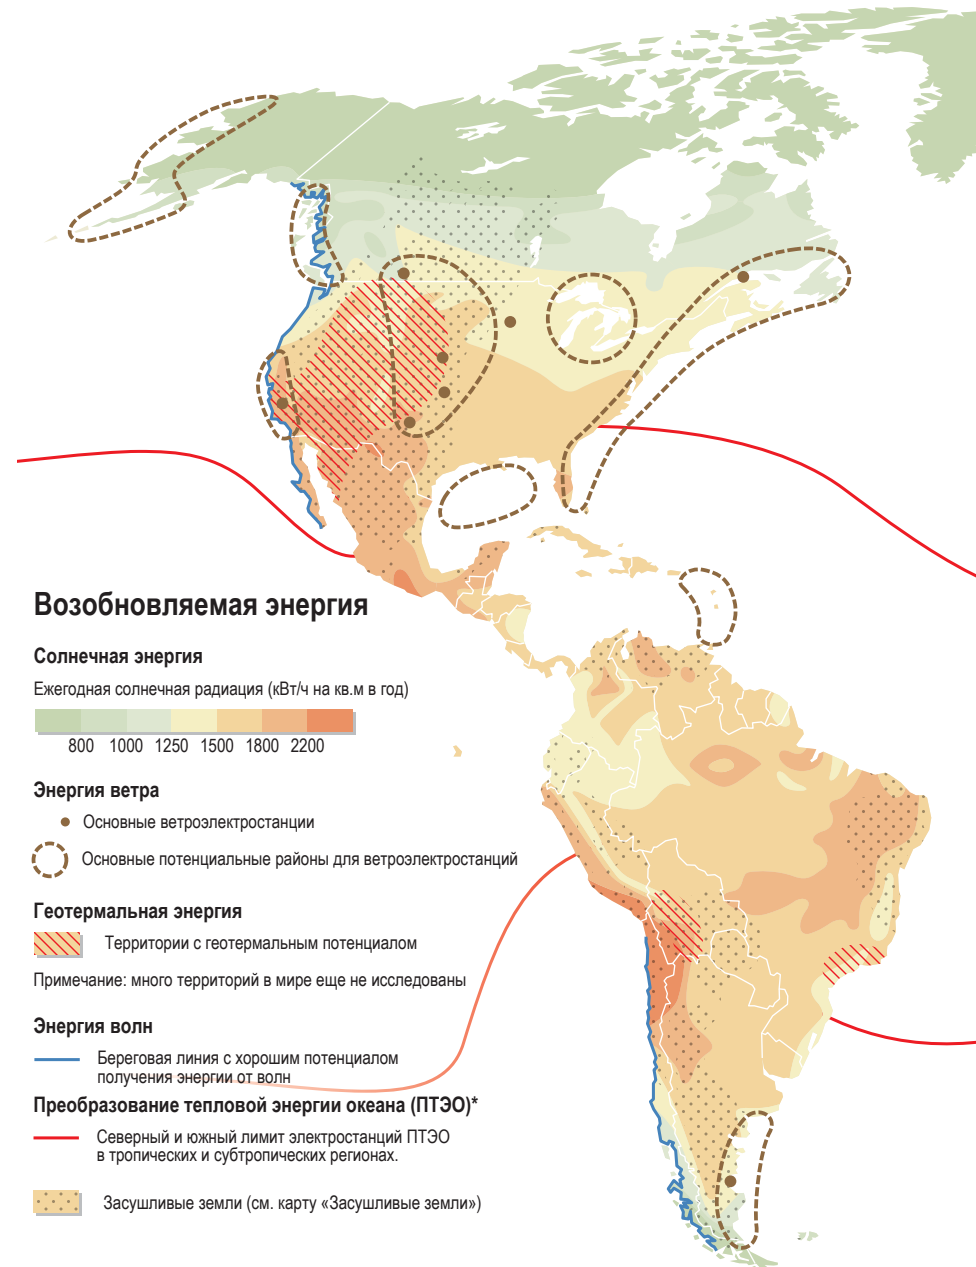 Возобновляемая энергия
Солнечная энергия
Ежегодная солнечная радиация (кВт/ч на кв.м в год)
800 1000 1250 1500 1800 2200
Энергия ветра
Основные ветроэлектростанции
Основные потенциальные районы для ветроэлектростанций
Геотермальная энергия
Территории с геотермальным потенциалом
Примечание: много территорий в мире еще не исследованы
Энергия волн
Береговая линия с хорошим потенциалом
получения энергии от волн
Преобразование тепловой энергии океана (ПТЭО)*
Северный и южный лимит электростанций ПТЭО
в тропических и субтропических регионах.
Засушливые земли (см. карту «Засушливые земли»)